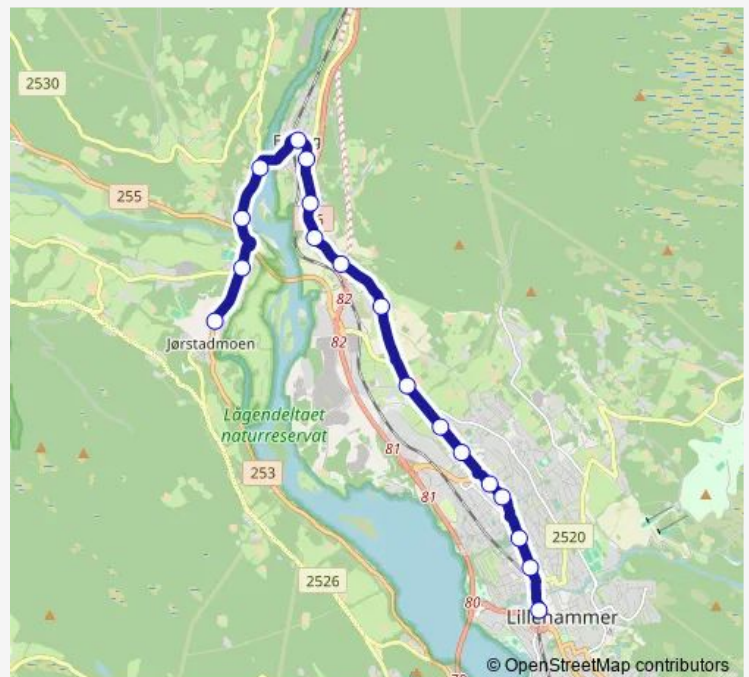 2530
255
82
82
Jørstadmoen
Lågendeltaet
naturreservat
81
253
81
2520
2526
80
Lillehammer
© OpenStreetMap contributors